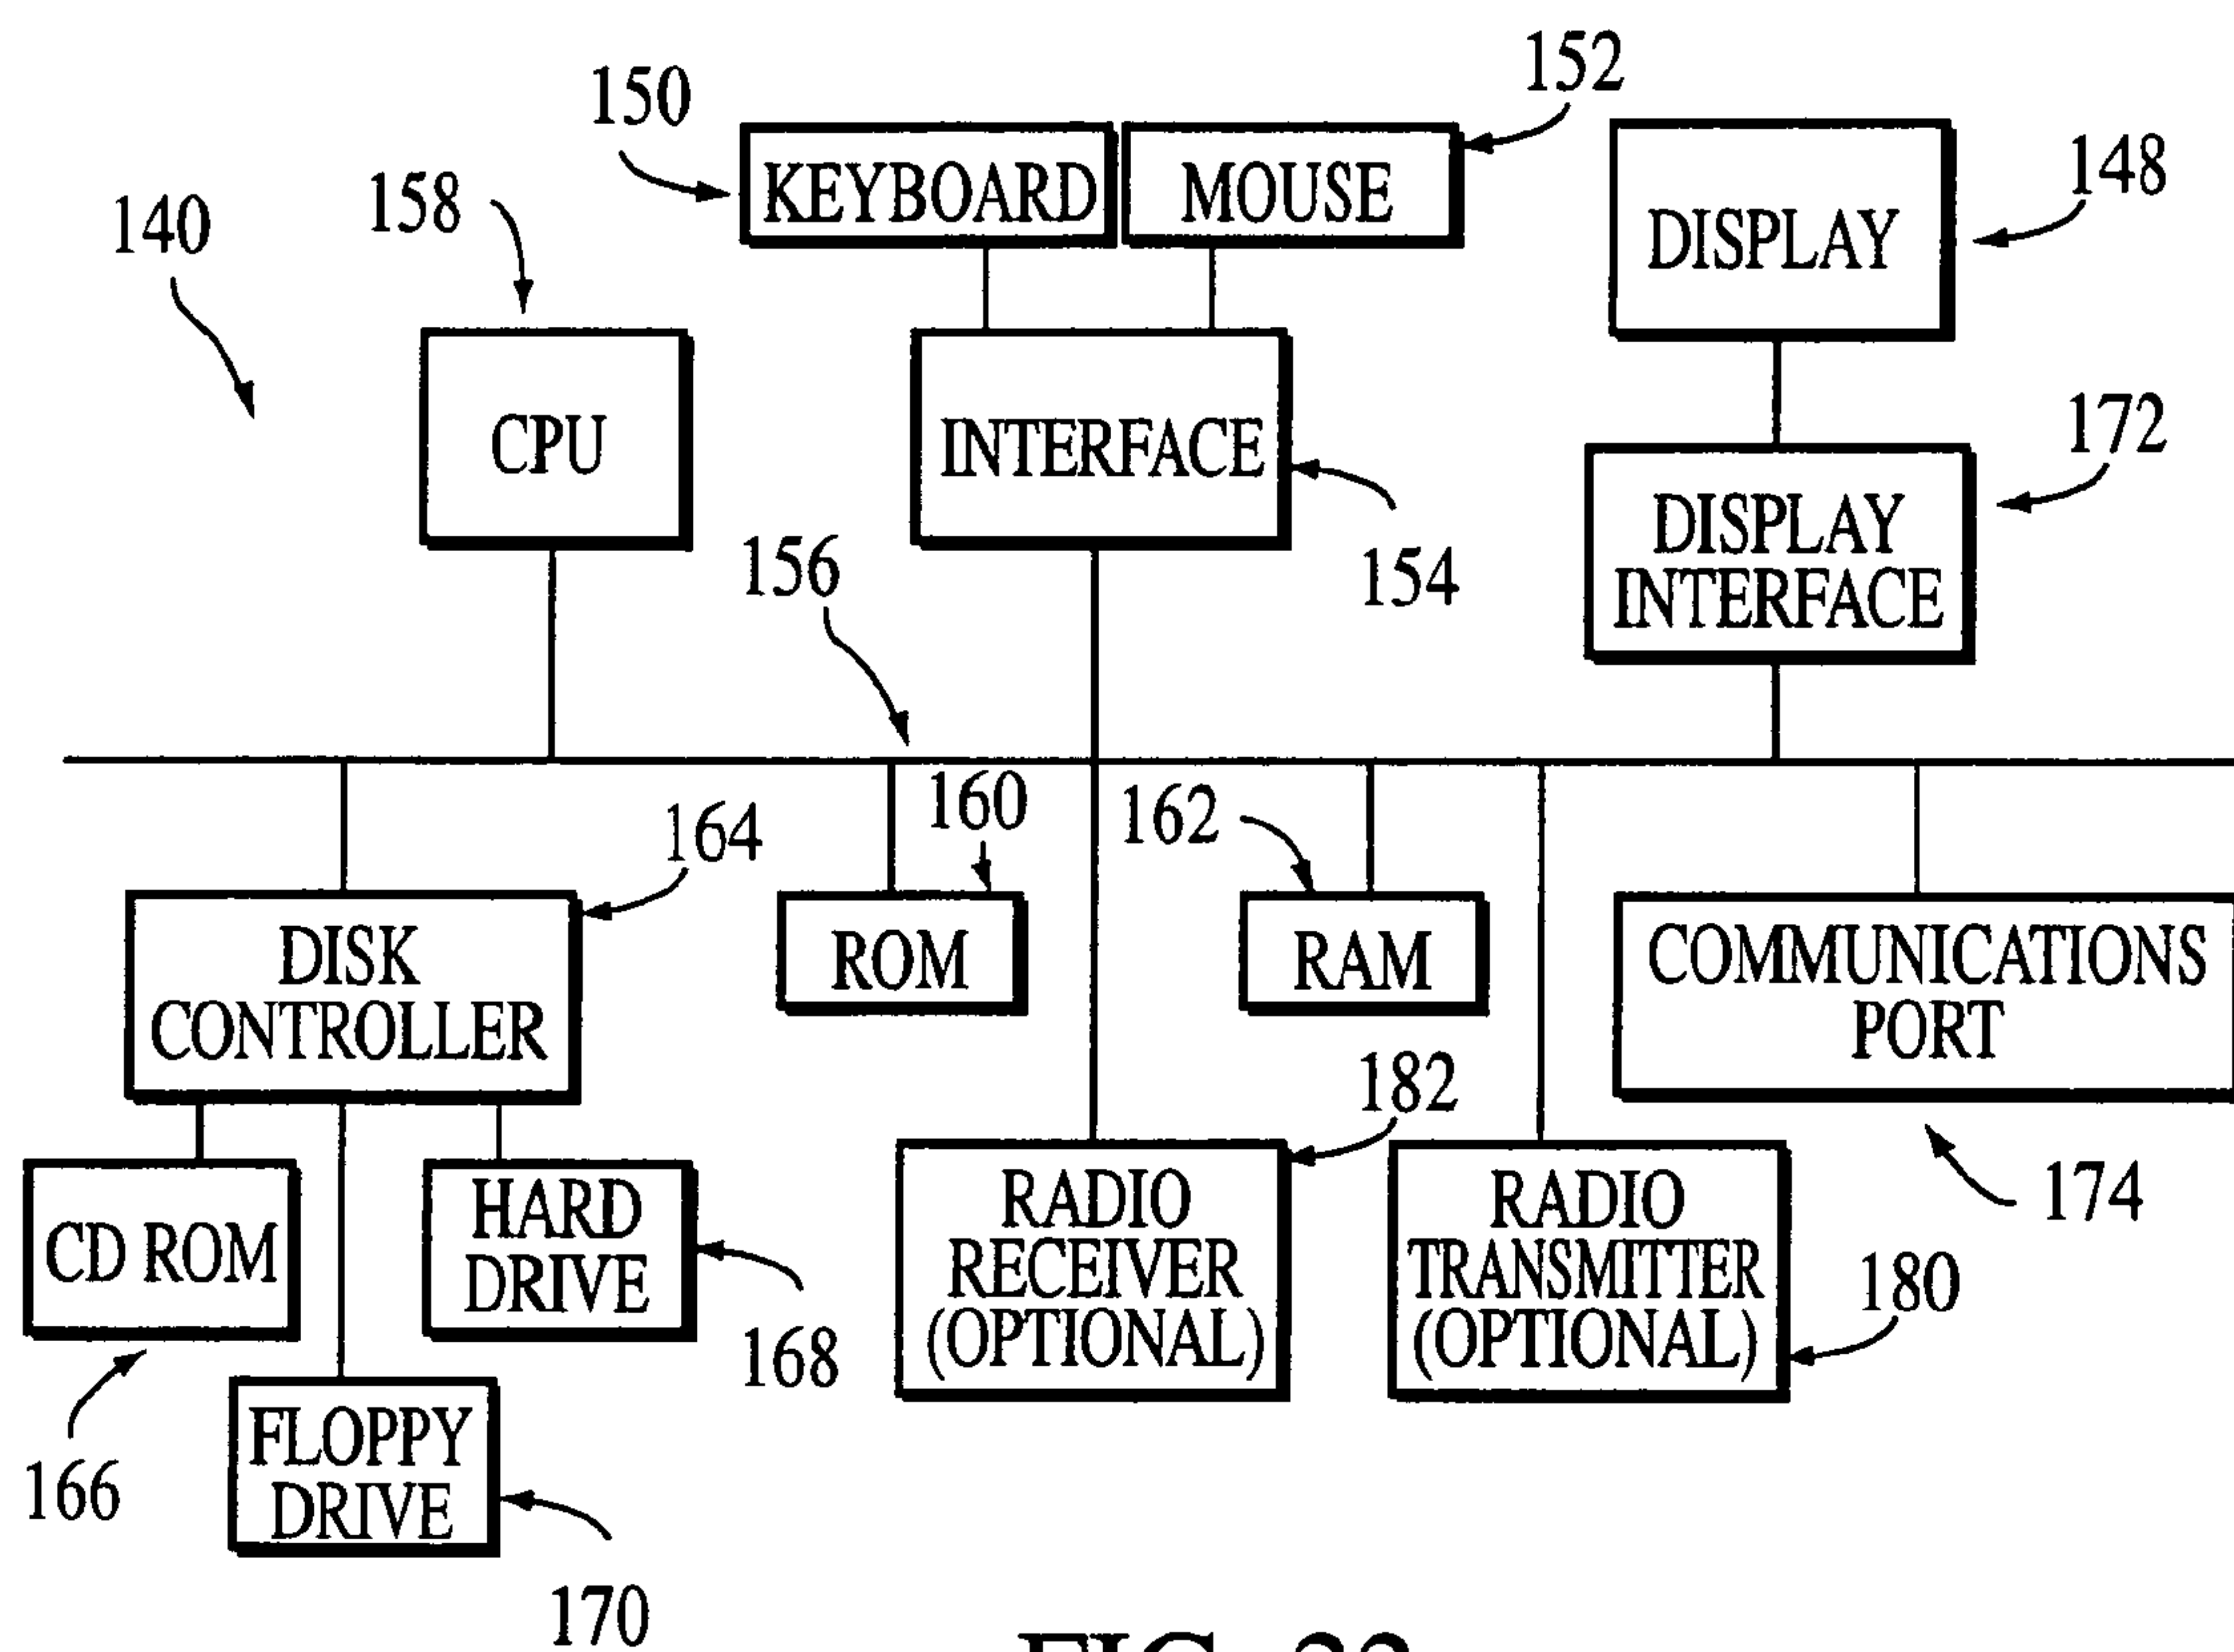 152
150
KEYBOARD
MOUSE
148
158
140
DISPLAY
172
CPU
INTERFACE
DISPLAY
INTERFACE
156
154
160
162
164
DISK
CONTROLLER
ROM
RAM
COMMUNICATIONS
PORT
182
174
CD ROM
HARD
DRIVE
RADIO
RECEIVER
(OPTIONAL)
RADIO
TRANSMITTER
(OPTIONAL)
180
168
166
FLOPPY
DRIVE
170
FIG.